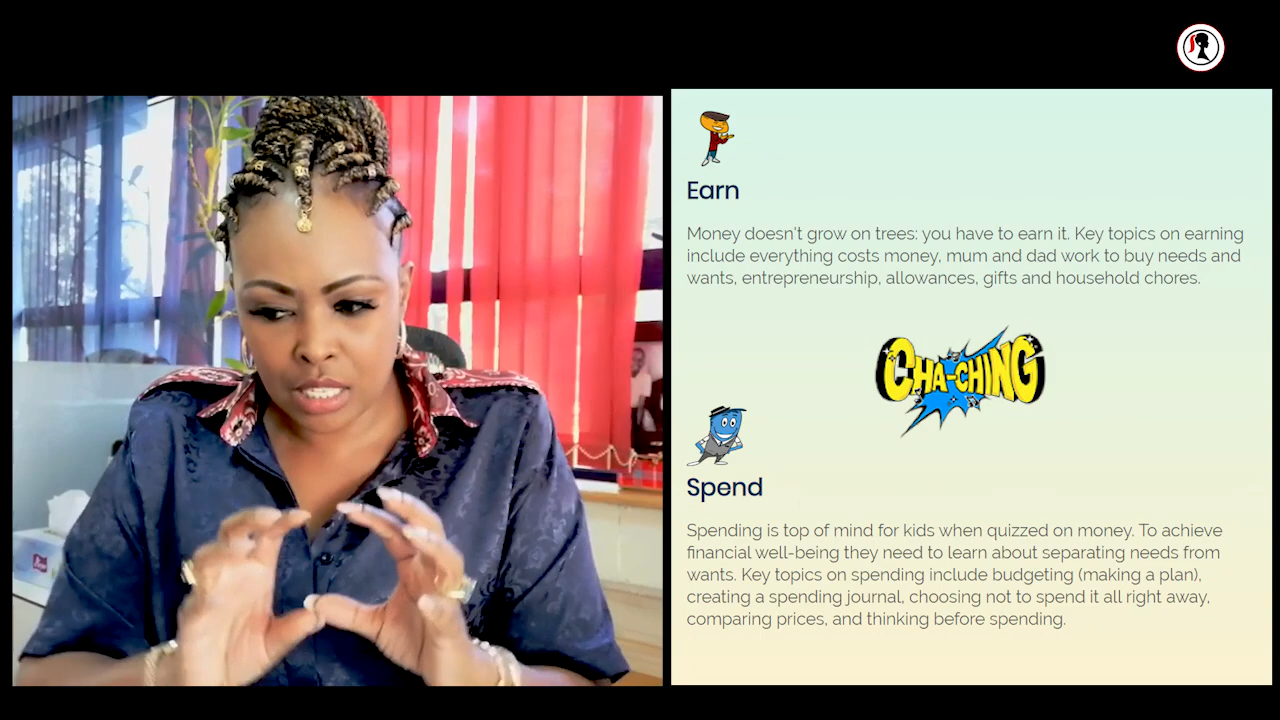 Earn
Money doesn't grow on trees: you have to earn it. Key topics on earning
include everything costs money, mum and dad work to buy needs and
wants, entrepreneurship, allowances, gifts and household chores.
CHA-CHING
Spend
Spending is top of mind for kids when quizzed on money. To achieve
financial well-being they need to learn about separating needs from
wants. Key topics on spending include budgeting (making a plan),
creating a spending journal, choosing not to spend it all right away,
comparing prices, and thinking before spending.